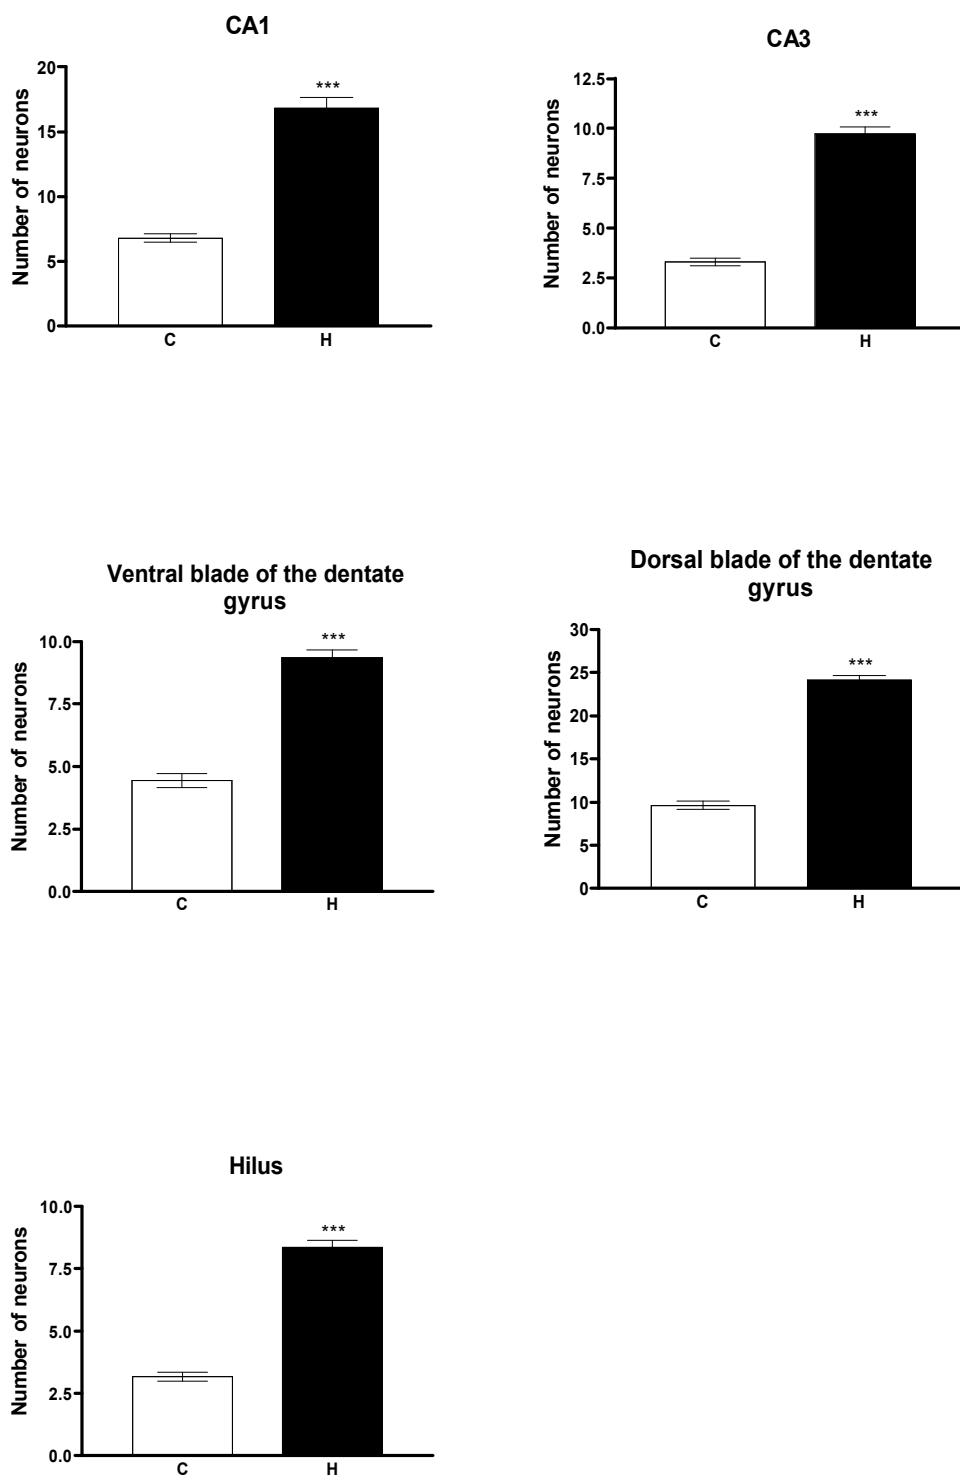 CA1
Number of neurons
20
15
10
5
0
***
C
H
CA3
Number of neurons
12.5
10.0
7.5
5.0
2.5
0.0
***
C
H
Ventral blade of the dentate
gyrus
Number of neurons
10.0
7.5
5.0
2.5
0.0
***
C
H
Dorsal blade of the dentate
gyrus
Number of neurons
30
25
20
15
10
5
0
***
C
H
Hilus
Number of neurons
10.0
7.5
5.0
2.5
0.0
***
C
H